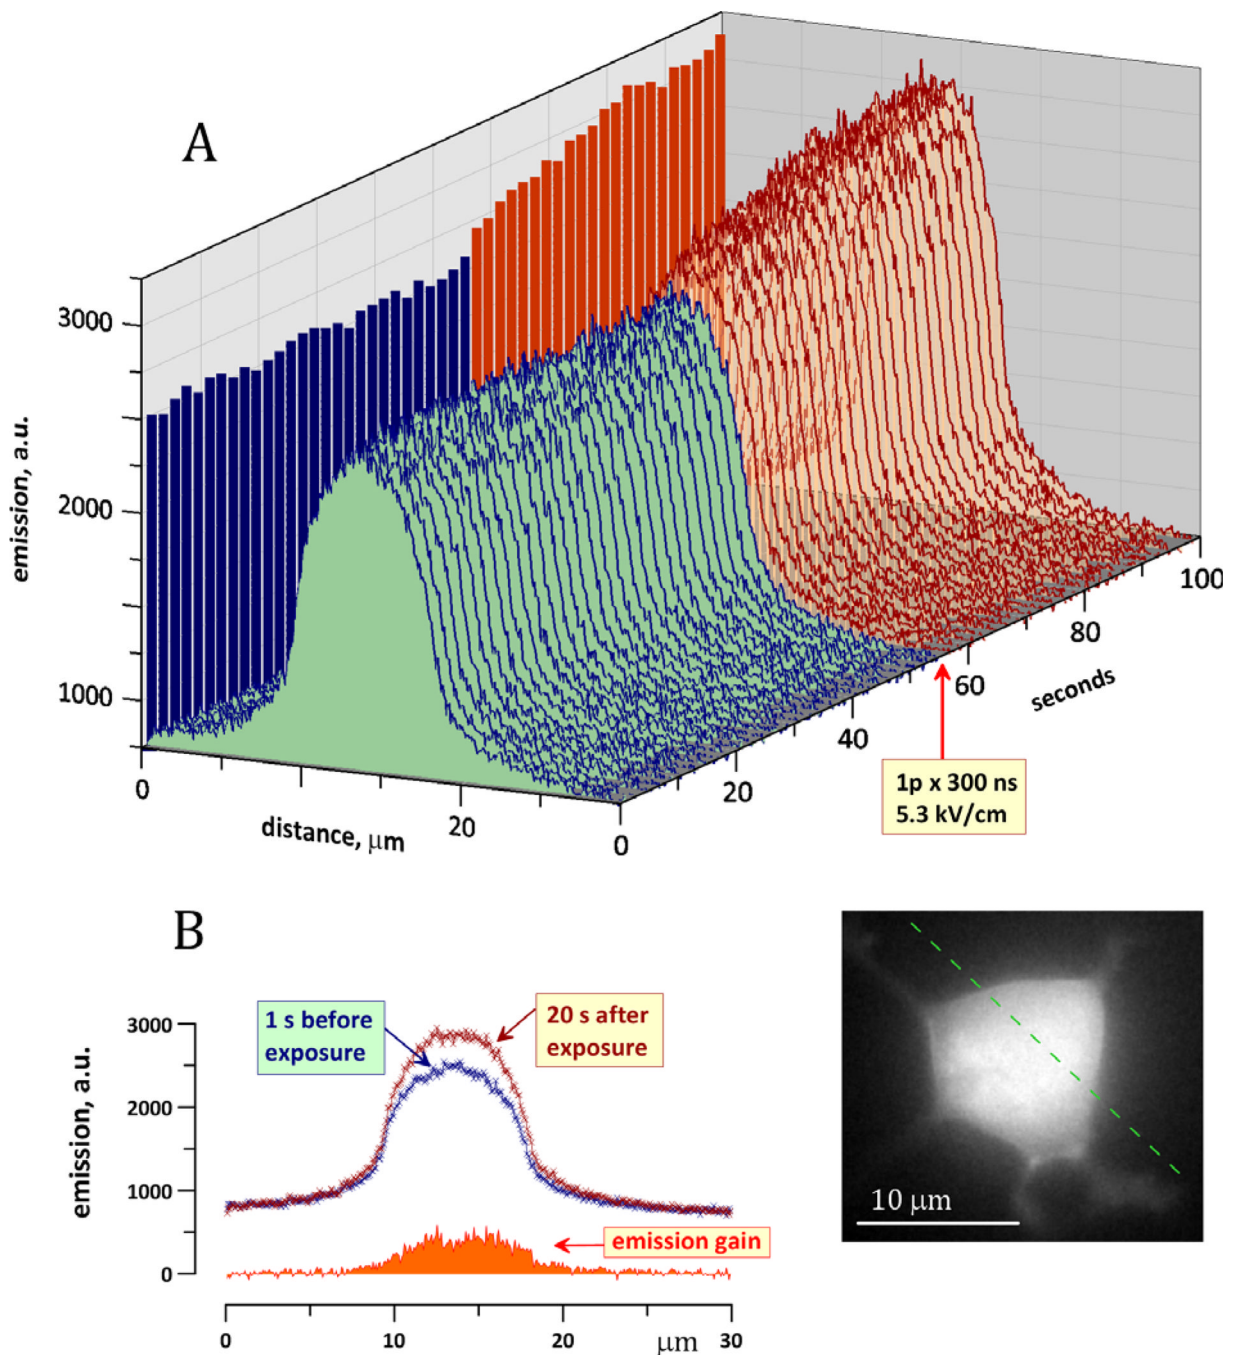 A
3000
2000
1000
emission, a.u.
0
20
distance, μm
0
20
40
60
80
100
seconds
1p x 300 ns
5.3 kV/cm
B
1 s before
exposure
20 s after
exposure
3000
2000
1000
0
emission, a.u.
emission gain
0
10
20
μm
30
10 μm